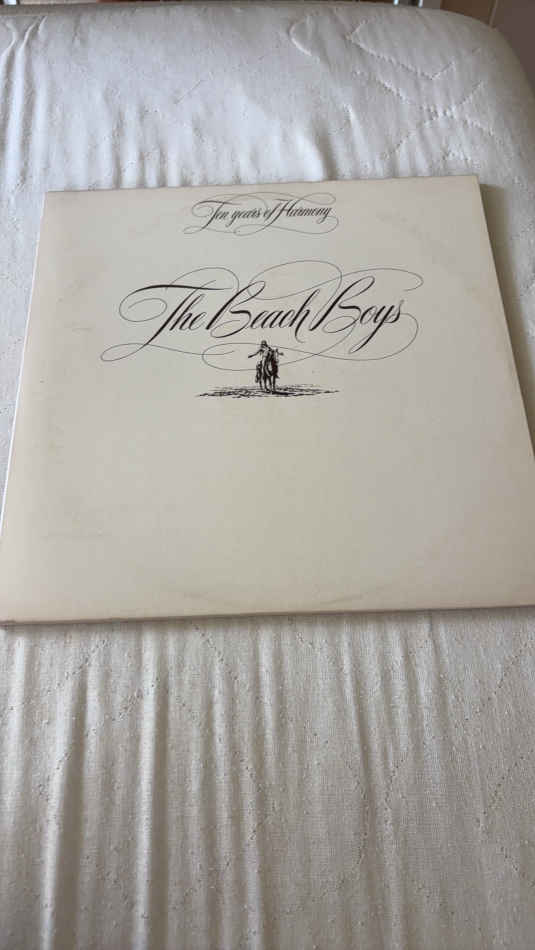 Ten years of Harmony
The Beach Boys